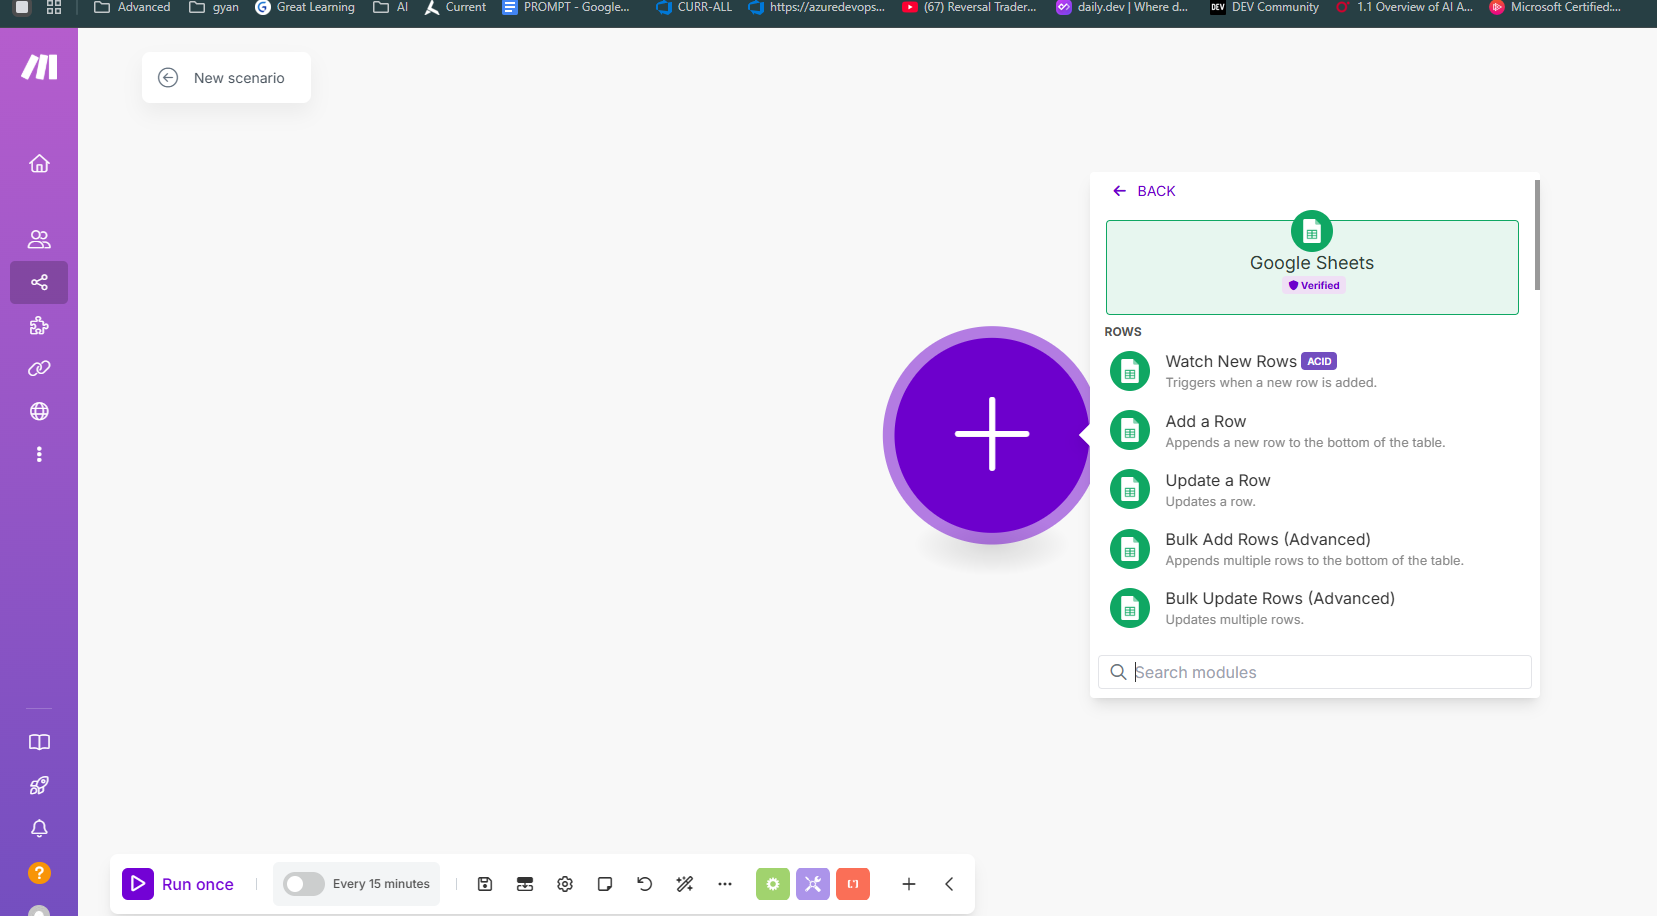 Advanced
gyan
Great Learning
AI
Current
PROMPT - Google...
CURR-ALL
https://azuredevops...
(67) Reversal Trader...
daily.dev | Where d...
DEV
DEV Community
1.1 Overview of AI A...
Microsoft Certified:...
New scenario
BACK
Google Sheets
Verified
ROWS
Watch New Rows ACID
Triggers when a new row is added.
Add a Row
Appends a new row to the bottom of the table.
Update a Row
Updates a row.
Bulk Add Rows (Advanced)
Appends multiple rows to the bottom of the table.
Bulk Update Rows (Advanced)
Updates multiple rows.
Search modules
?
Run once
Every 15 minutes